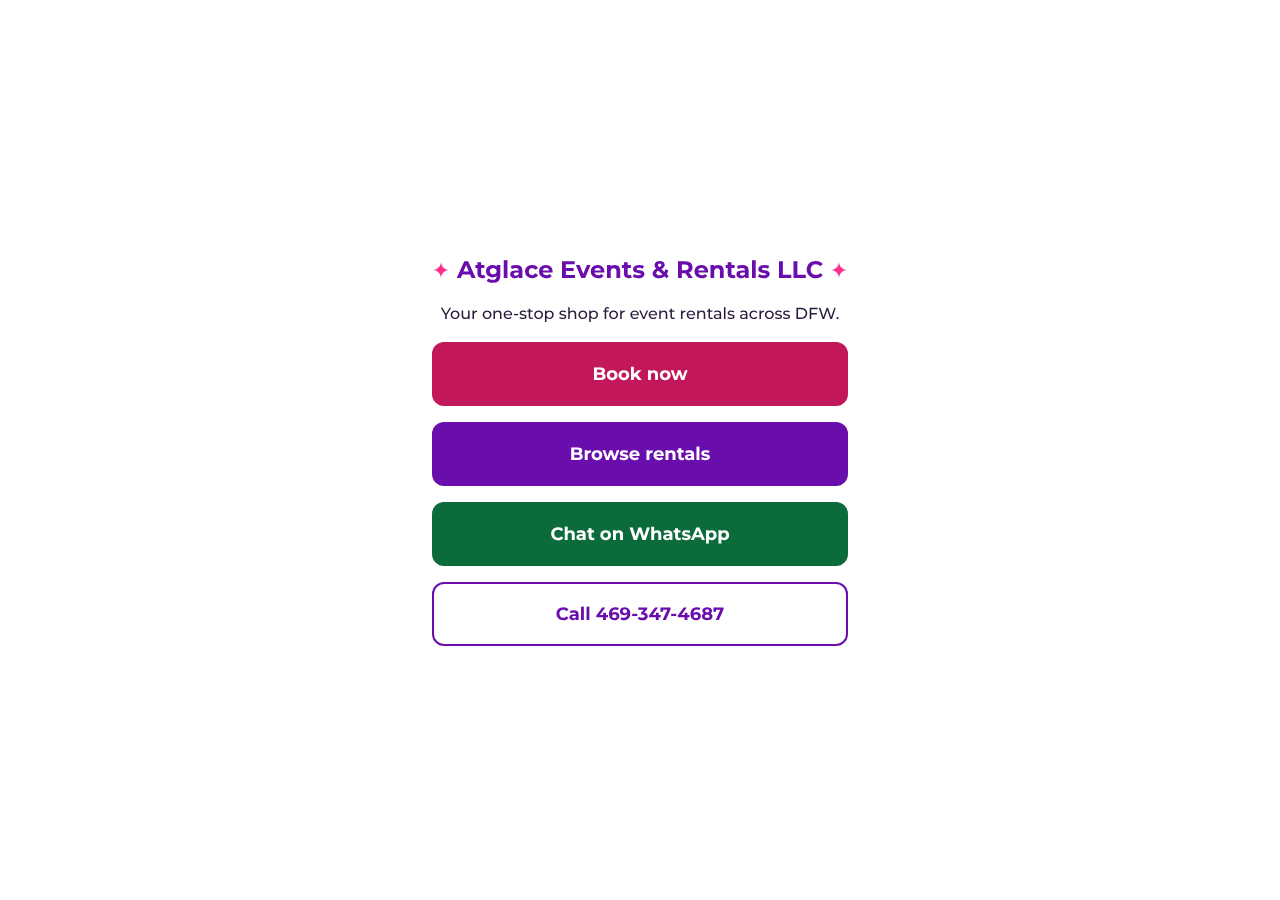 ✦ Atglace Events & Rentals LLC ✦
Your one-stop shop for event rentals across DFW.
Book now
Browse rentals
Chat on WhatsApp
Call 469-347-4687